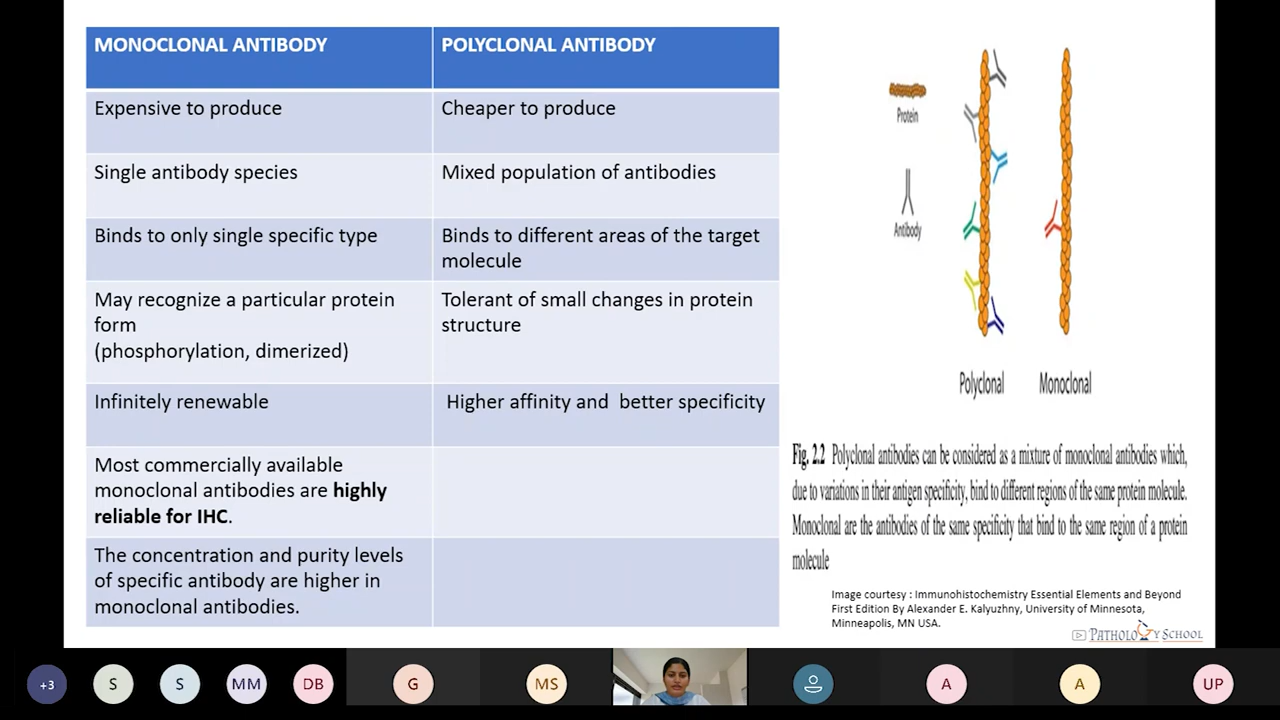 MONOCLONAL ANTIBODY
POLYCLONAL ANTIBODY
Expensive to produce
Cheaper to produce
Single antibody species
Mixed population of antibodies
Binds to only single specific type
Binds to different areas of the target
molecule
May recognize a particular protein
form
(phosphorylation, dimerized)
Tolerant of small changes in protein
structure
Infinitely renewable
Higher affinity and better specificity
Most commercially available
monoclonal antibodies are highly
reliable for IHC.
The concentration and purity levels
of specific antibody are higher in
monoclonal antibodies.
Protein
Antibody
Polyclonal
Monoclonal
Fig. 2.2 Polyclonal antibodies can be considered as a mixture of monoclonal antibodies which,
due to variations in their antigen specificity, bind to different regions of the same protein molecule.
Monoclonal are the antibodies of the same specificity that bind to the same region of a protein
molecule
Image courtesy : Immunohistochemistry Essential Elements and Beyond
First Edition By Alexander E. Kalyuzhny, University of Minnesota,
Minneapolis, MN USA.
PATHOLOGY SCHOOL
+3
S
S
MM
DB
G
MS
A
A
UP